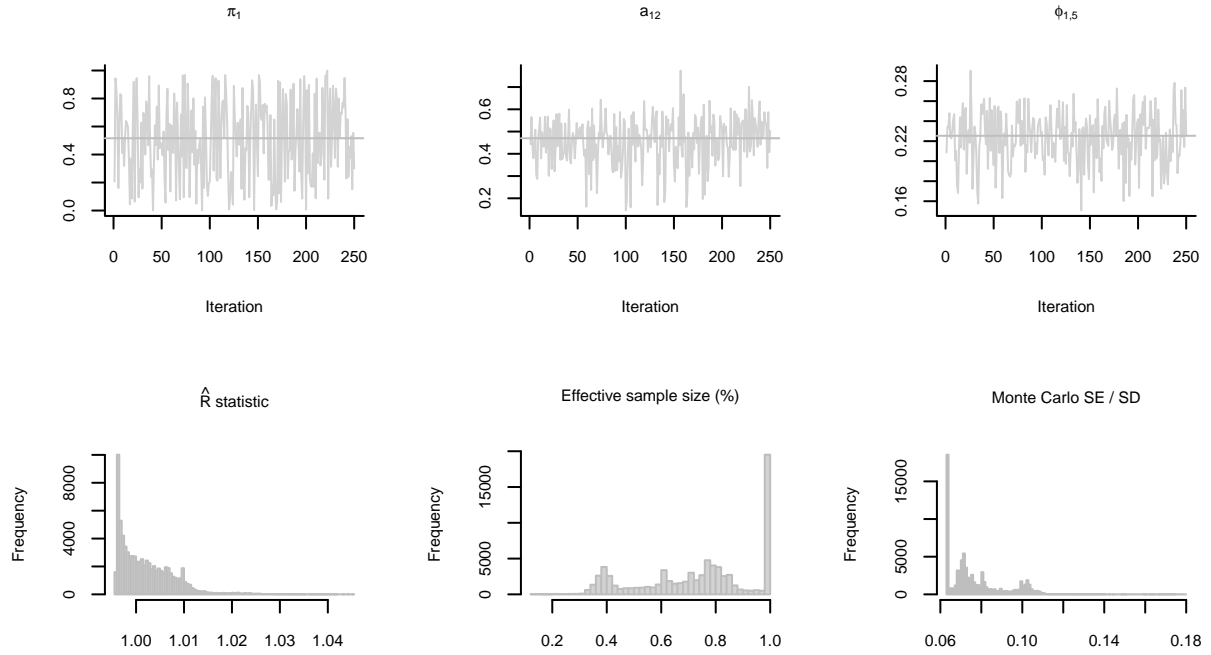 π1 a12 ϕ1,5
0.0 0.4 0.8
0 50 100 150 200 250
Iteration
0.2 0.4 0.6
0 50 100 150 200 250
Iteration
0.16 0.22 0.28
0 50 100 150 200 250
Iteration
R̂ statistic
Frequency
0 4000 8000
1.00 1.01 1.02 1.03 1.04
Effective sample size (%)
Frequency
0 5000 15000
0.2 0.4 0.6 0.8 1.0
Monte Carlo SE / SD
Frequency
0 5000 15000
0.06 0.10 0.14 0.18